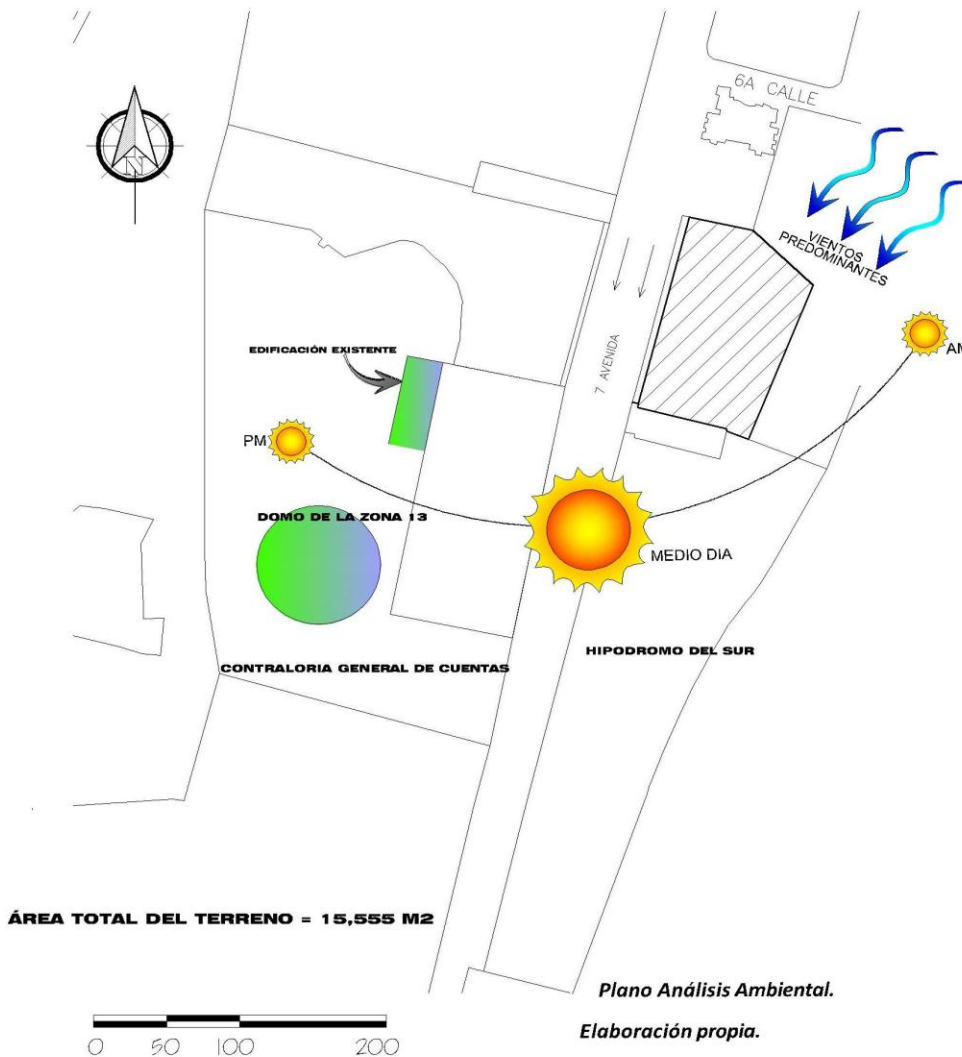 6A CALLE
N
VIENTOS
PREDOMINANTES
AM
EDIFICACIÓN EXISTENTE
7 AVENIDA
PM
DOMO DE LA ZONA 13
MEDIO DIA
HIPODROMO DEL SUR
CONTRALORIA GENERAL DE CUENTAS
ÁREA TOTAL DEL TERRENO = 15,555 M2
Plano Análisis Ambiental.
Elaboración propia.
0 50 100 200